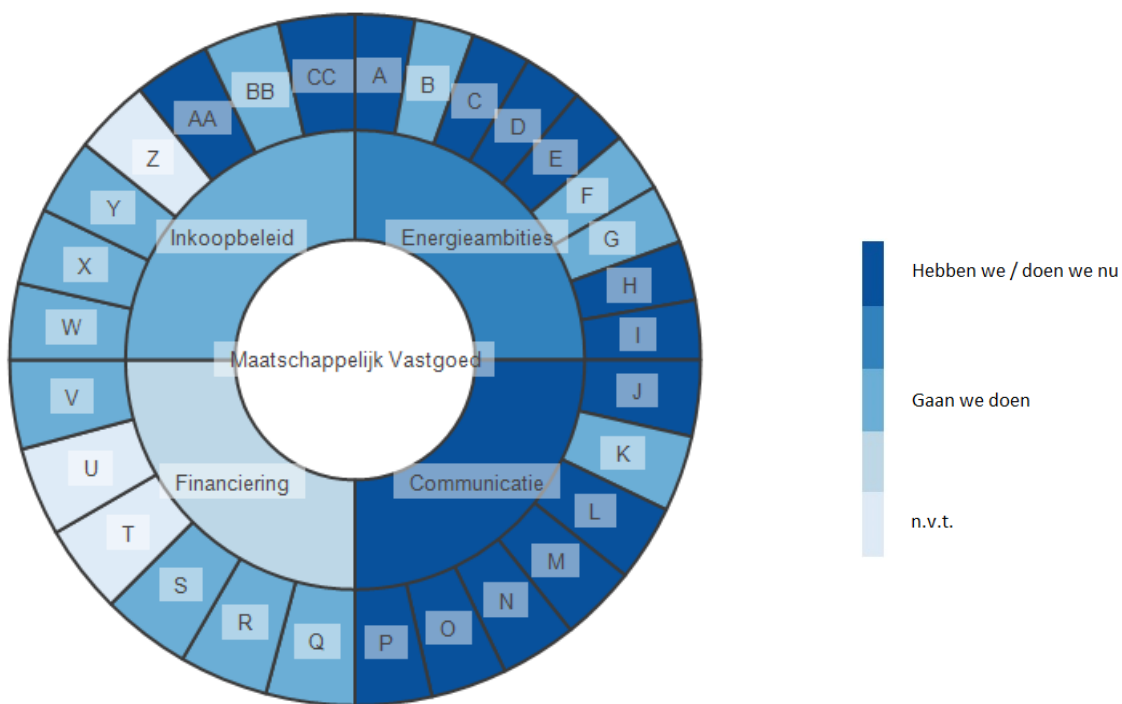 CC
A
BB
B
AA
C
D
Z
E
F
Y
G
Inkoopbeleid
Energieambities
X
H
W
I
Maatschappelijk Vastgoed
V
J
U
K
Financiering
Communicatie
T
L
S
M
R
N
Q
P
O
Hebben we / doen we nu
Gaan we doen
n.v.t.